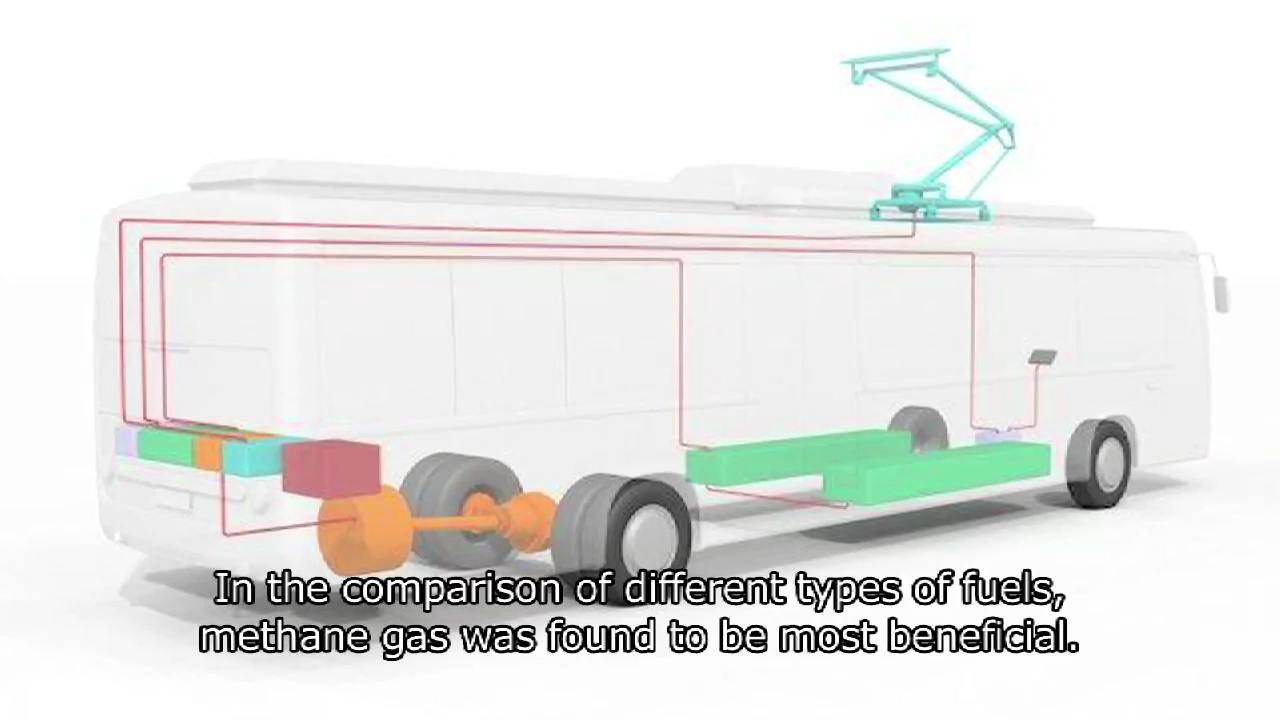 In the comparison of different types of fuels,
methane gas was found to be most beneficial.